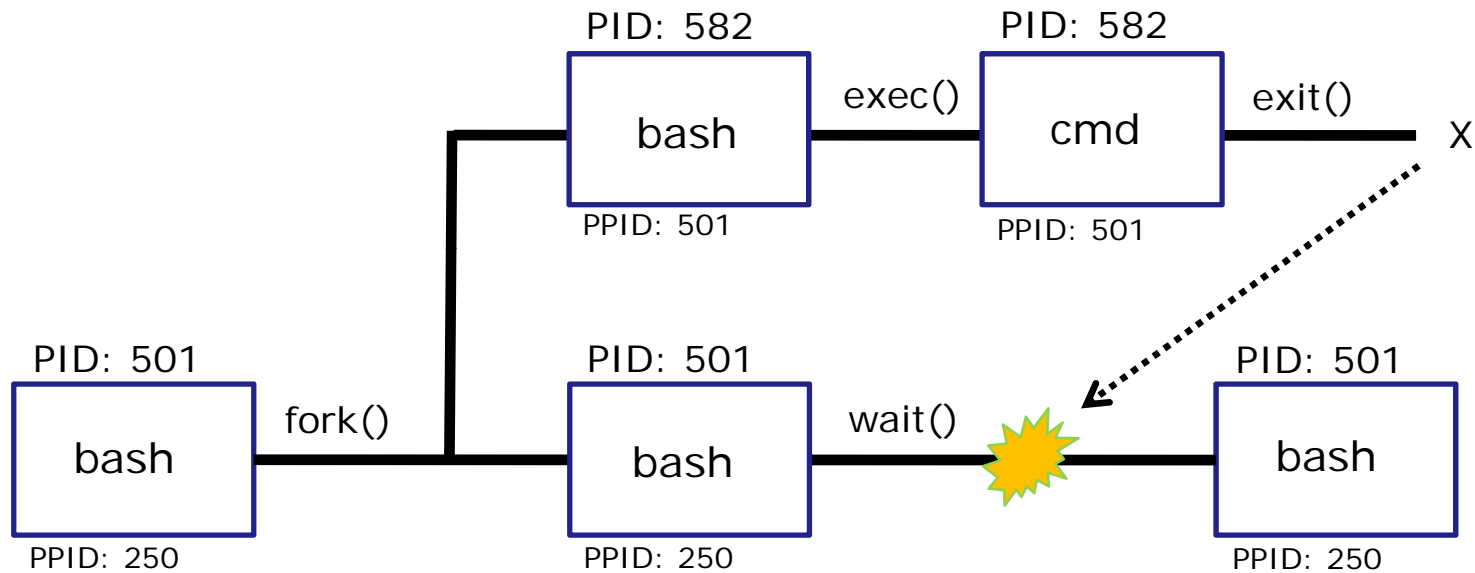 PID: 582
PID: 582
bash
exec()
cmd
exit()
X
PPID: 501
PPID: 501
PID: 501
PID: 501
PID: 501
bash
fork()
bash
wait()
bash
PPID: 250
PPID: 250
PPID: 250